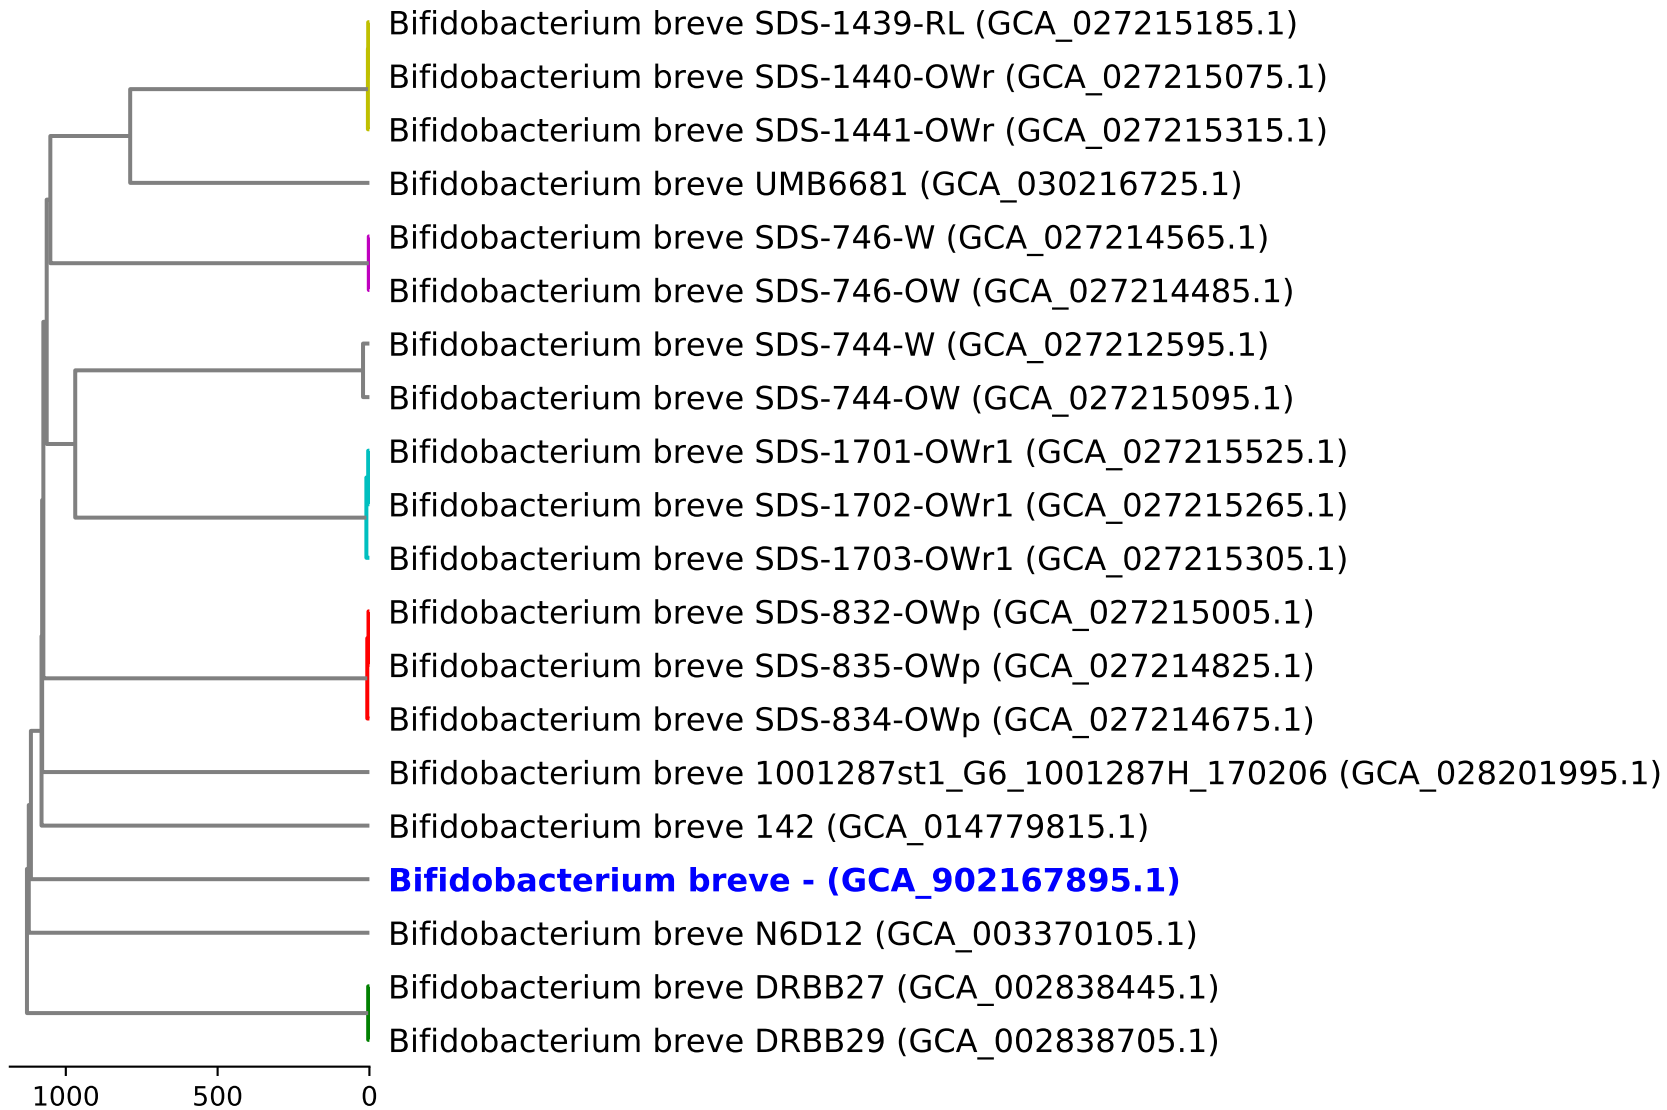 Bifidobacterium breve SDS-1439-RL (GCA_027215185.1)
Bifidobacterium breve SDS-1440-OWr (GCA_027215075.1)
Bifidobacterium breve SDS-1441-OWr (GCA_027215315.1)
Bifidobacterium breve UMB6681 (GCA_030216725.1)
Bifidobacterium breve SDS-746-W (GCA_027214565.1)
Bifidobacterium breve SDS-746-OW (GCA_027214485.1)
Bifidobacterium breve SDS-744-W (GCA_027212595.1)
Bifidobacterium breve SDS-744-OW (GCA_027215095.1)
Bifidobacterium breve SDS-1701-OWr1 (GCA_027215525.1)
Bifidobacterium breve SDS-1702-OWr1 (GCA_027215265.1)
Bifidobacterium breve SDS-1703-OWr1 (GCA_027215305.1)
Bifidobacterium breve SDS-832-OWp (GCA_027215005.1)
Bifidobacterium breve SDS-835-OWp (GCA_027214825.1)
Bifidobacterium breve SDS-834-OWp (GCA_027214675.1)
Bifidobacterium breve 1001287st1_G6_1001287H_170206 (GCA_028201995.1)
Bifidobacterium breve 142 (GCA_014779815.1)
Bifidobacterium breve - (GCA_902167895.1)
Bifidobacterium breve N6D12 (GCA_003370105.1)
Bifidobacterium breve DRBB27 (GCA_002838445.1)
Bifidobacterium breve DRBB29 (GCA_002838705.1)
1000 500 0